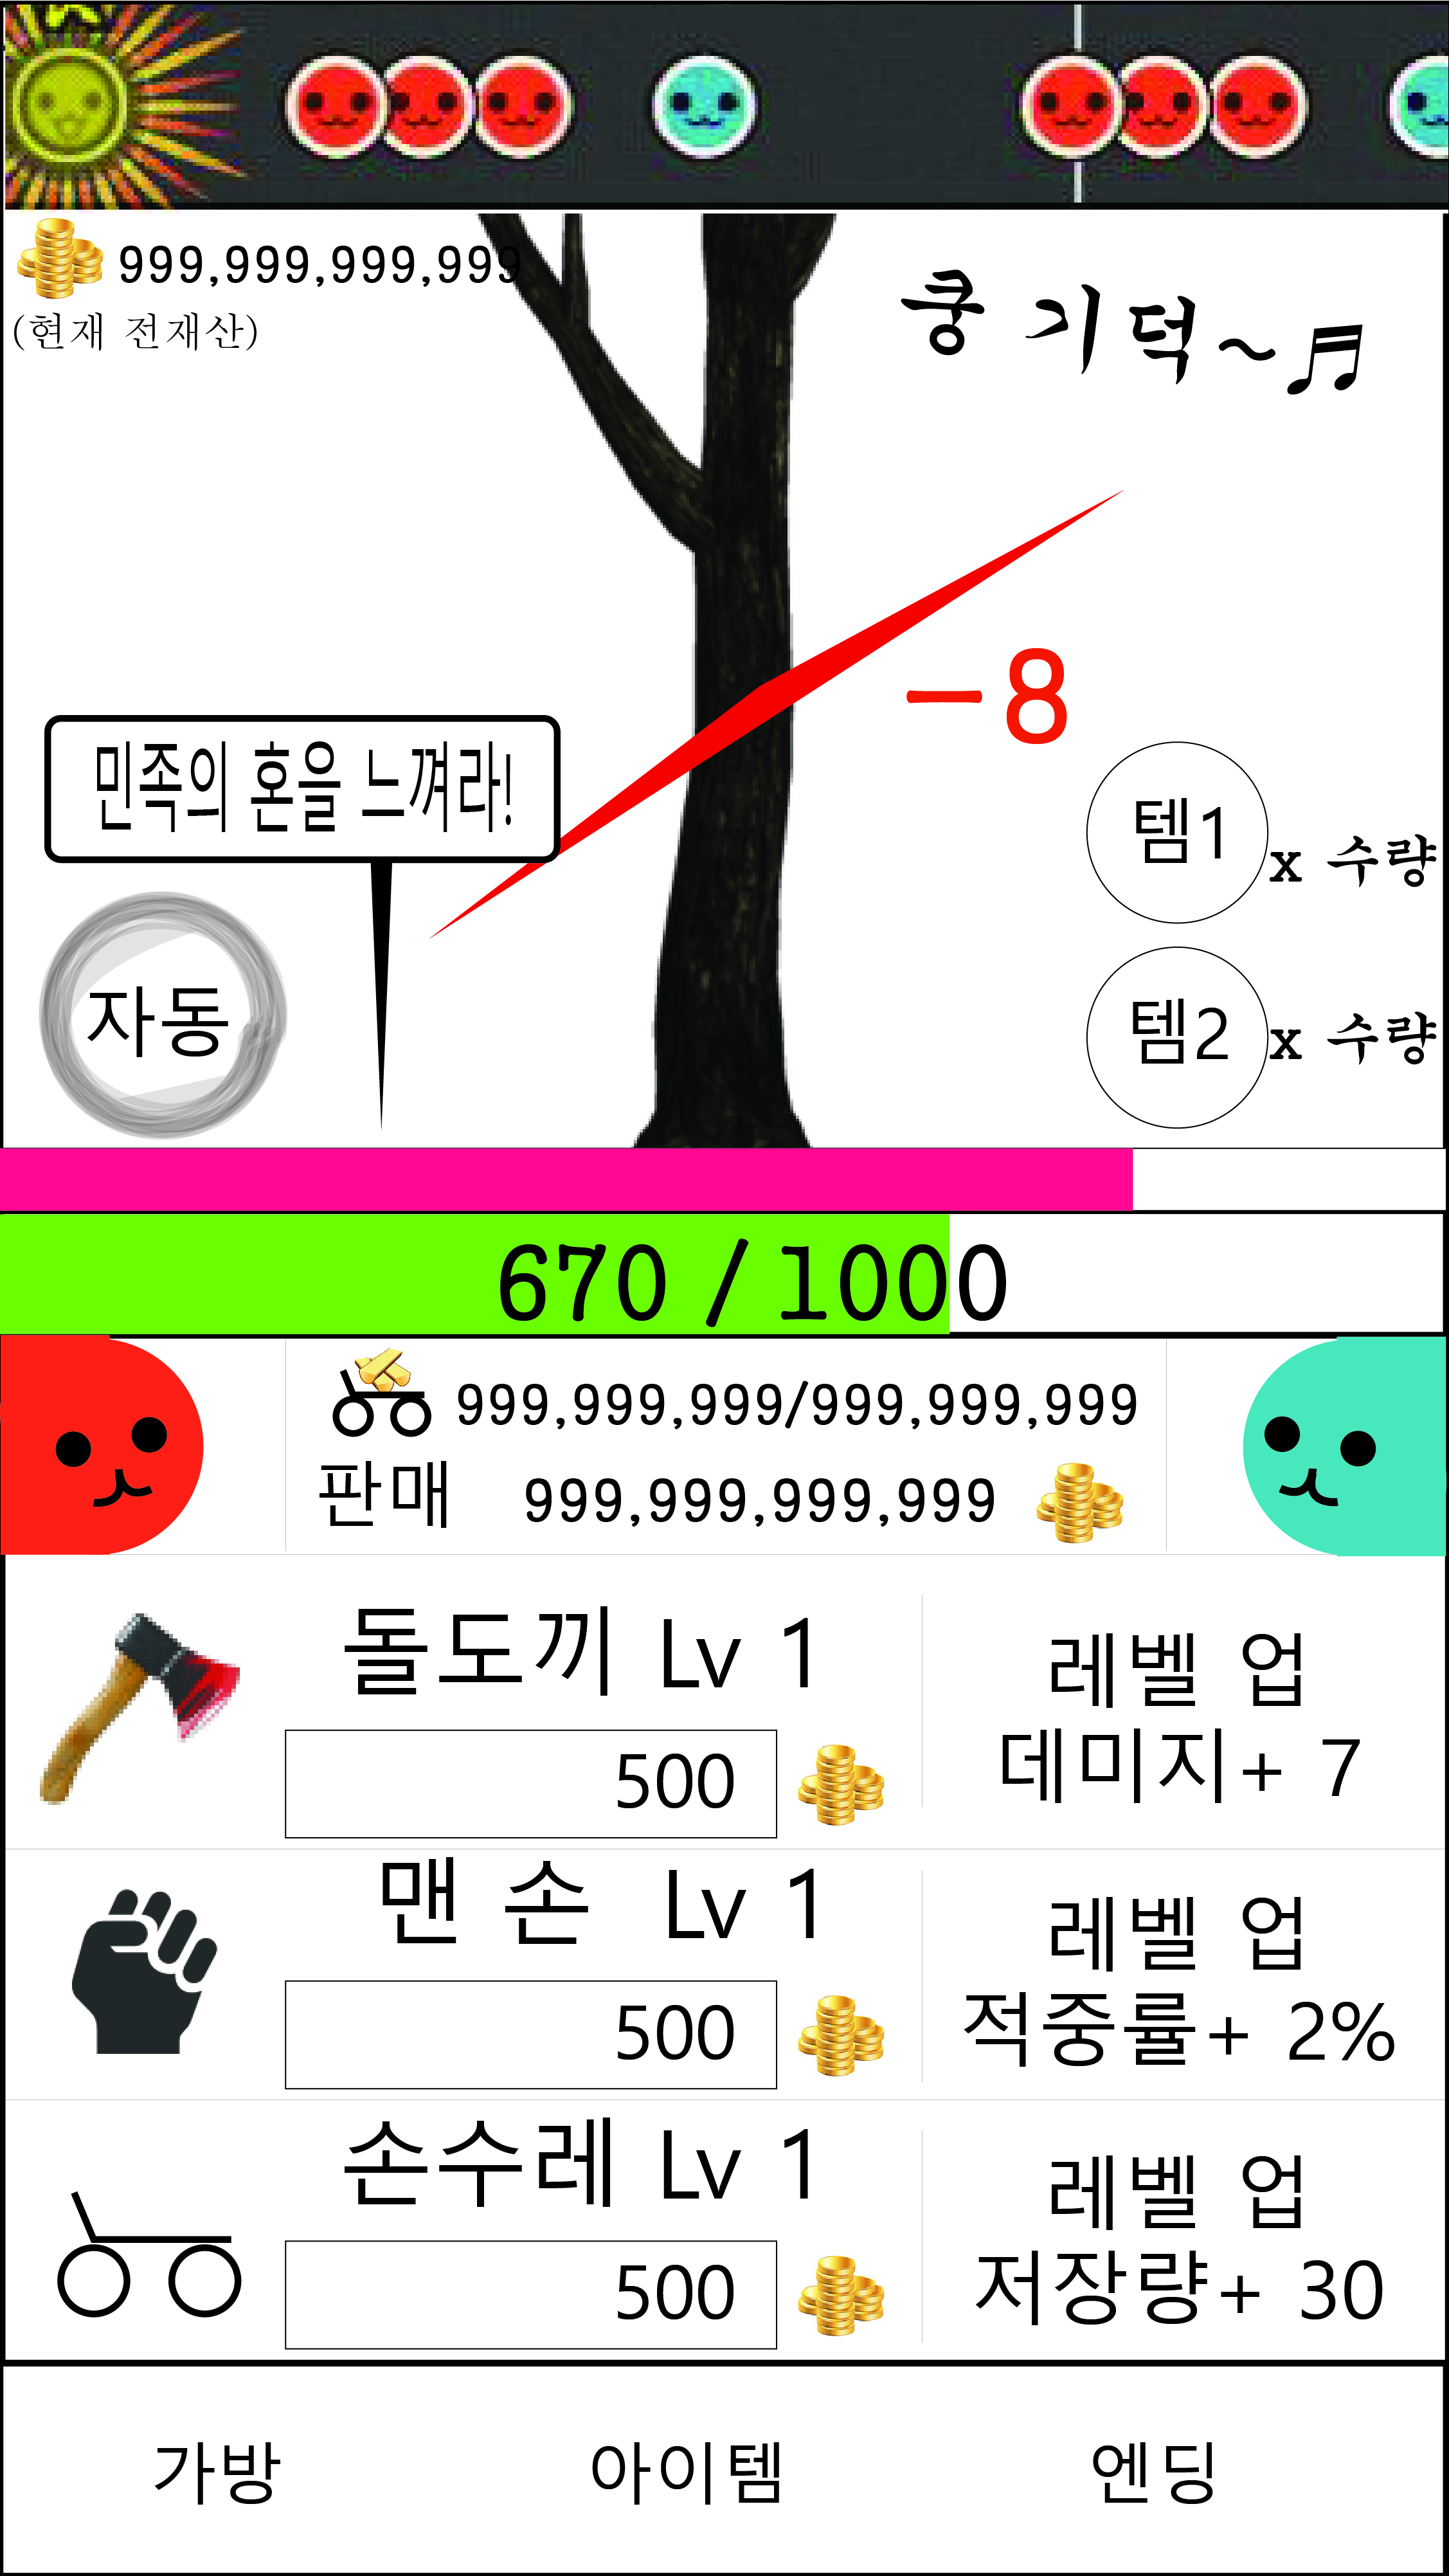 999,999,999,999
(현재 전재산)
쿵 기덕~♬
-8
민족의 혼을 느껴라!
템1
x 수량
자동
템2
x 수량
670 / 1000
999,999,999/999,999,999
판매 999,999,999,999
돌도끼 Lv 1
500
레벨 업
데미지+ 7
맨 손 Lv 1
500
레벨 업
적중률+ 2%
손수레 Lv 1
500
레벨 업
저장량+ 30
가방 아이템 엔딩